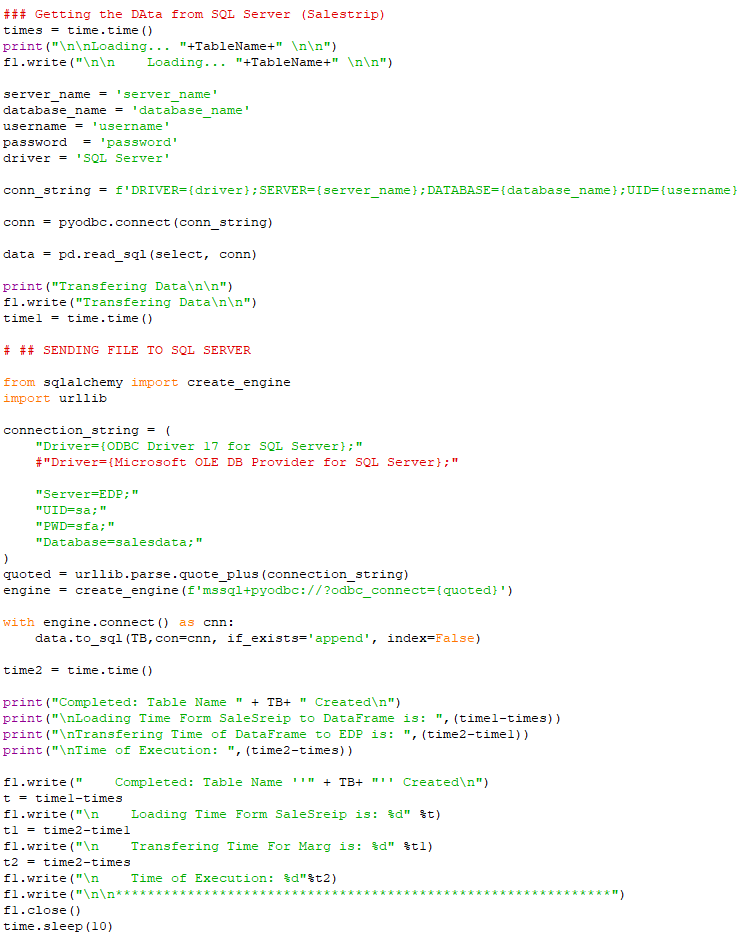 ### Getting the DAta from SQL Server (Salestrip)
times = time.time()
print("\n\nLoading... "+TableName+" \n\n")
f1.write("\n\n    Loading... "+TableName+" \n\n")

server_name = 'server_name'
database_name = 'database_name'
username = 'username'
password  = 'password'
driver = 'SQL Server'

conn_string = f'DRIVER={driver};SERVER={server_name};DATABASE={database_name};UID={username}

conn = pyodbc.connect(conn_string)

data = pd.read_sql(select, conn)

print("Transfering Data\n\n")
f1.write("Transfering Data\n\n")
time1 = time.time()

# ## SENDING FILE TO SQL SERVER

from sqlalchemy import create_engine
import urllib

connection_string = (
    "Driver={ODBC Driver 17 for SQL Server};"
    #"Driver={Microsoft OLE DB Provider for SQL Server};"

    "Server=EDP;"
    "UID=sa;"
    "PWD=sfa;"
    "Database=salesdata;"
)
quoted = urllib.parse.quote_plus(connection_string)
engine = create_engine(f'mssql+pyodbc://?odbc_connect={quoted}')

with engine.connect() as cnn:
    data.to_sql(TB,con=cnn, if_exists='append', index=False)

time2 = time.time()

print("Completed: Table Name " + TB+ " Created\n")
print("\nLoading Time Form SaleSreip to DataFrame is: ",(time1-times))
print("\nTransfering Time of DataFrame to EDP is: ",(time2-time1))
print("\nTime of Execution: ",(time2-times))

f1.write("    Completed: Table Name ''" + TB+ "'' Created\n")
t = time1-times
f1.write("\n    Loading Time Form SaleSreip is: %d" %t)
t1 = time2-time1
f1.write("\n    Transfering Time For Marg is: %d" %t1)
t2 = time2-times
f1.write("\n    Time of Execution: %d"%t2)
f1.write("\n\n**************************************************************")
f1.close()
time.sleep(10)